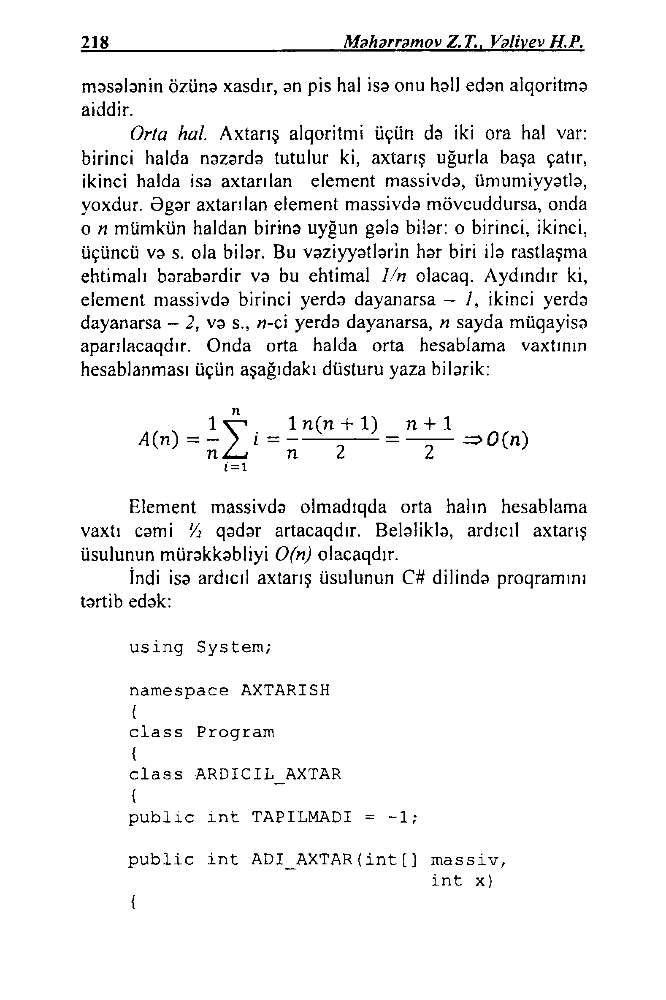 218 Məhərrəmov Z.T., Vəliyev H.P.
məsələnin özünə xasdır, ən pis hal isə onu həll edən alqoritmə
aiddir.
Orta hal. Axtarış alqoritmi üçün də iki ora hal var:
birinci halda nəzərdə tutulur ki, axtarış uğurla başa çatır,
ikinci halda isə axtarılan element massivdə, ümumiyyətlə,
yoxdur. Əgər axtarılan element massivdə mövcuddursa, onda
o n mümkün haldan birinə uyğun gələ bilər: o birinci, ikinci,
üçüncü və s. ola bilər. Bu vəziyyətlərin hər biri ilə rastlaşma
ehtimalı bərabərdir və bu ehtimal 1/n olacaq. Aydındır ki,
element massivdə birinci yerdə dayanarsa – 1, ikinci yerdə
dayanarsa – 2, və s., n-ci yerdə dayanarsa, n sayda müqayisə
aparılacaqdır. Onda orta halda orta hesablama vaxtının
hesablanması üçün aşağıdakı düsturu yaza bilərik:
A(n) = \frac{1}{n} \sum_{i=1}^{n} i = \frac{1}{n} \frac{n(n + 1)}{2} = \frac{n + 1}{2} ⇒ O(n)
Element massivdə olmadıqda orta halın hesablama
vaxtı cəmi ½ qədər artacaqdır. Beləliklə, ardıcıl axtarış
üsulunun mürəkkəbliyi O(n) olacaqdır.
İndi isə ardıcıl axtarış üsulunun C# dilində proqramını
tərtib edək:
using System;
namespace AXTARISH
{
class Program
{
class ARDICIL_AXTAR
{
public int TAPILMADI = -1;
public int ADI_AXTAR(int[] massiv,
int x)
{